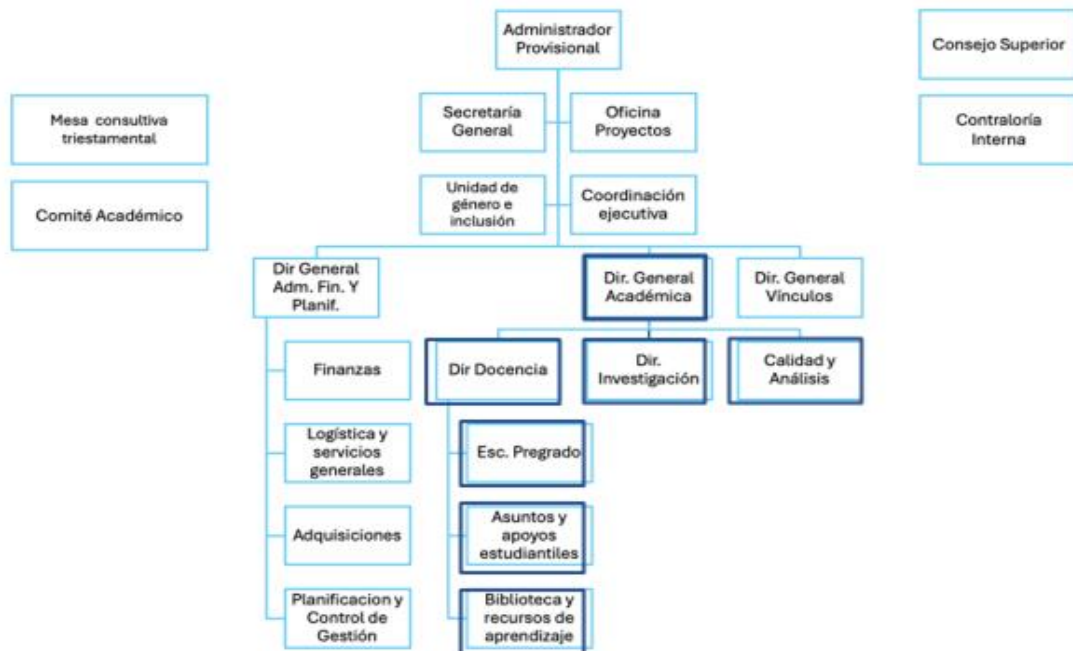 Administrador
Provisional
Consejo Superior
Mesa consultiva
triestamental
Secretaría
General
Oficina
Proyectos
Contraloría
Interna
Comité Académico
Unidad de
género e
inclusión
Coordinación
ejecutiva
Dir General
Adm. Fin. Y
Planif.
Dir. General
Académica
Dir. General
Vínculos
Finanzas
Dir Docencia
Dir.
Investigación
Calidad y
Análisis
Logística y
servicios
generales
Esc. Pregrado
Adquisiciones
Asuntos y
apoyos
estudiantiles
Planificacion y
Control de
Gestión
Biblioteca y
recursos de
aprendizaje